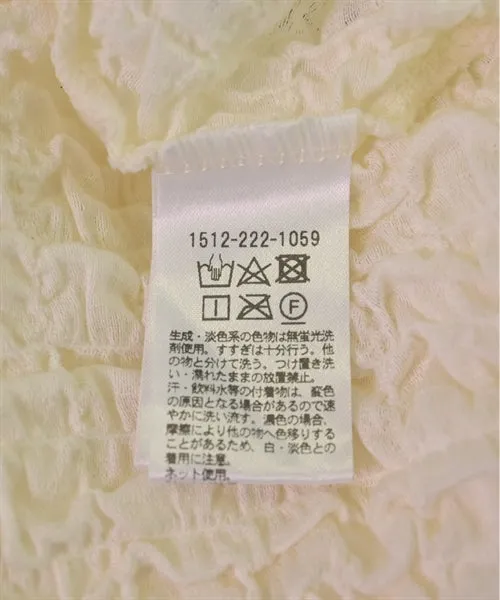 1512-222-1059
F
生成・淡色系の色物は無蛍光洗
剤使用。すすぎは十分行う。他
の物と分けて洗う。つけ置き洗
い・濡れたままの放置禁止。
汗・飲料水等の付着物は、変色
の原因となる場合があるので速
やかに洗い流す。濃色の場合、
摩擦により他の物へ色移りする
ことがあるため、白・淡色との
着用に注意。
ネット使用。